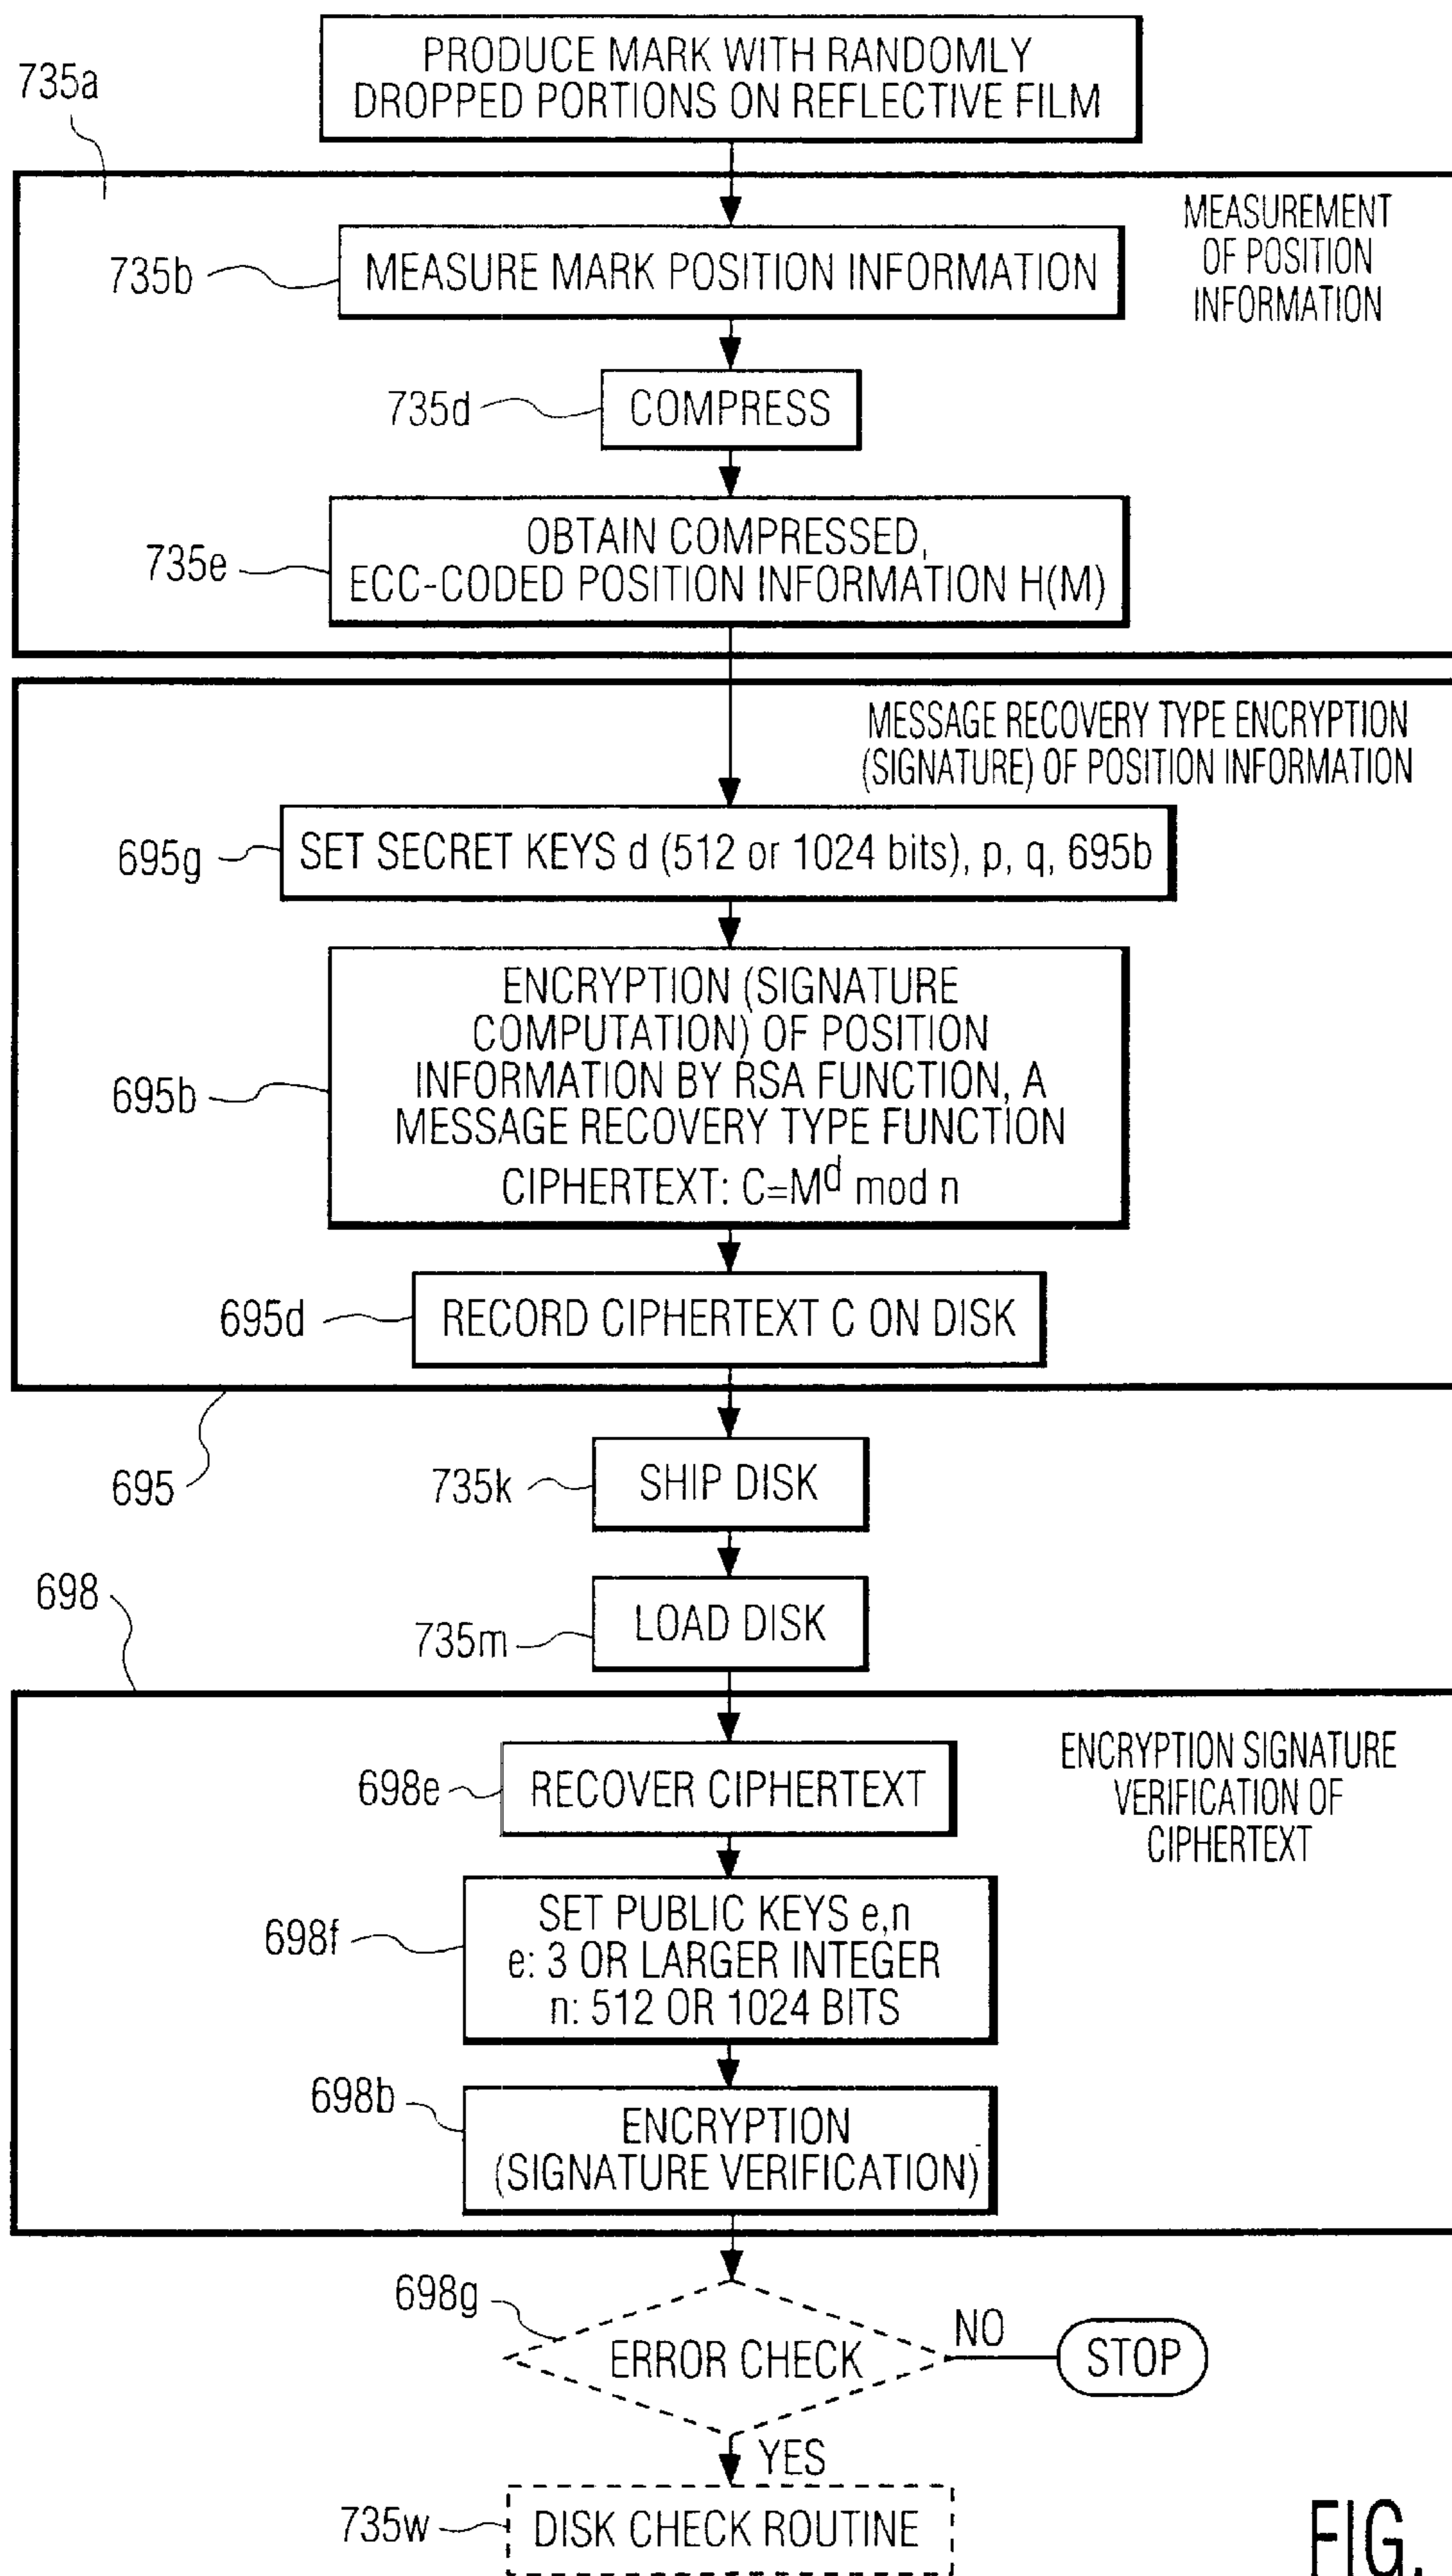 PRODUCE MARK WITH RANDOMLY
DROPPED PORTIONS ON REFLECTIVE FILM
735a
MEASUREMENT
OF POSITION
INFORMATION
735b
MEASURE MARK POSITION INFORMATION
735d
COMPRESS
735e
OBTAIN COMPRESSED,
ECC-CODED POSITION INFORMATION H(M)
MESSAGE RECOVERY TYPE ENCRYPTION
(SIGNATURE) OF POSITION INFORMATION
695g
SET SECRET KEYS d (512 or 1024 bits), p, q, 695b
695b
ENCRYPTION (SIGNATURE
COMPUTATION) OF POSITION
INFORMATION BY RSA FUNCTION, A
MESSAGE RECOVERY TYPE FUNCTION
CIPHERTEXT: C=M^d mod n
695d
RECORD CIPHERTEXT C ON DISK
695
735k
SHIP DISK
698
735m
LOAD DISK
698e
RECOVER CIPHERTEXT
ENCRYPTION SIGNATURE
VERIFICATION OF
CIPHERTEXT
698f
SET PUBLIC KEYS e,n
e: 3 OR LARGER INTEGER
n: 512 OR 1024 BITS
698b
ENCRYPTION
(SIGNATURE VERIFICATION)
698g
ERROR CHECK
NO
STOP
YES
735w
DISK CHECK ROUTINE
FIG.